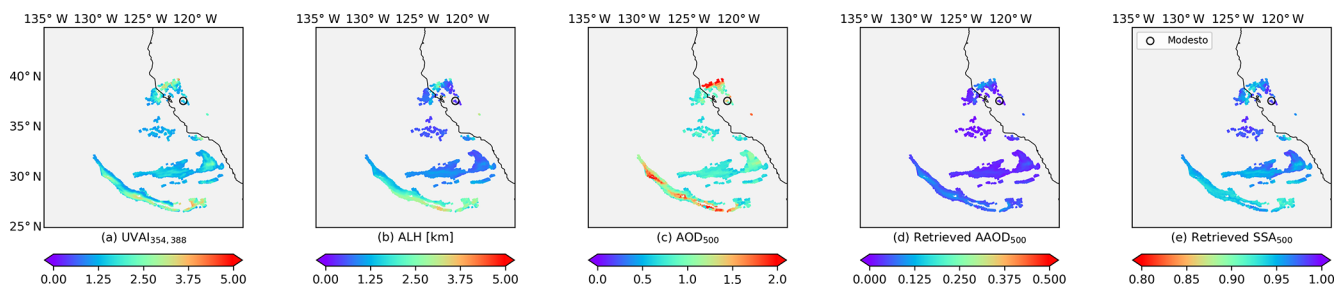 135° W 130° W 125° W 120° W
135° W 130° W 125° W 120° W
135° W 130° W 125° W 120° W
135° W 130° W 125° W 120° W
135° W 130° W 125° W 120° W
40° N
35° N
30° N
25° N
Modesto
(a) UVAI354, 388
(b) ALH [km]
(c) AOD500
(d) Retrieved AAOD500
(e) Retrieved SSA500
0.00 1.25 2.50 3.75 5.00
0.00 1.25 2.50 3.75 5.00
0.0 0.5 1.0 1.5 2.0
0.000 0.125 0.250 0.375 0.500
0.80 0.85 0.90 0.95 1.00